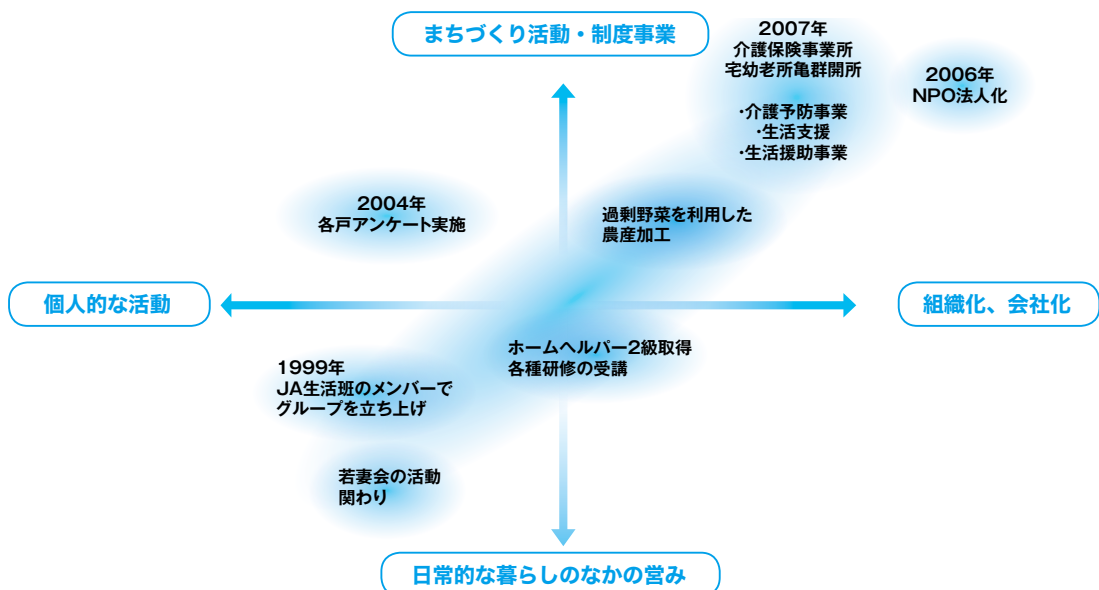 まちづくり活動・制度事業
2007年
介護保険事業所
宅幼老所亀群開所
・介護予防事業
・生活支援
・生活援助事業
2006年
NPO法人化
2004年
各戸アンケート実施
過剰野菜を利用した
農産加工
個人的な活動
組織化、会社化
ホームヘルパー2級取得
各種研修の受講
1999年
JA生活班のメンバーで
グループを立ち上げ
若妻会の活動
関わり
日常的な暮らしのなかの営み